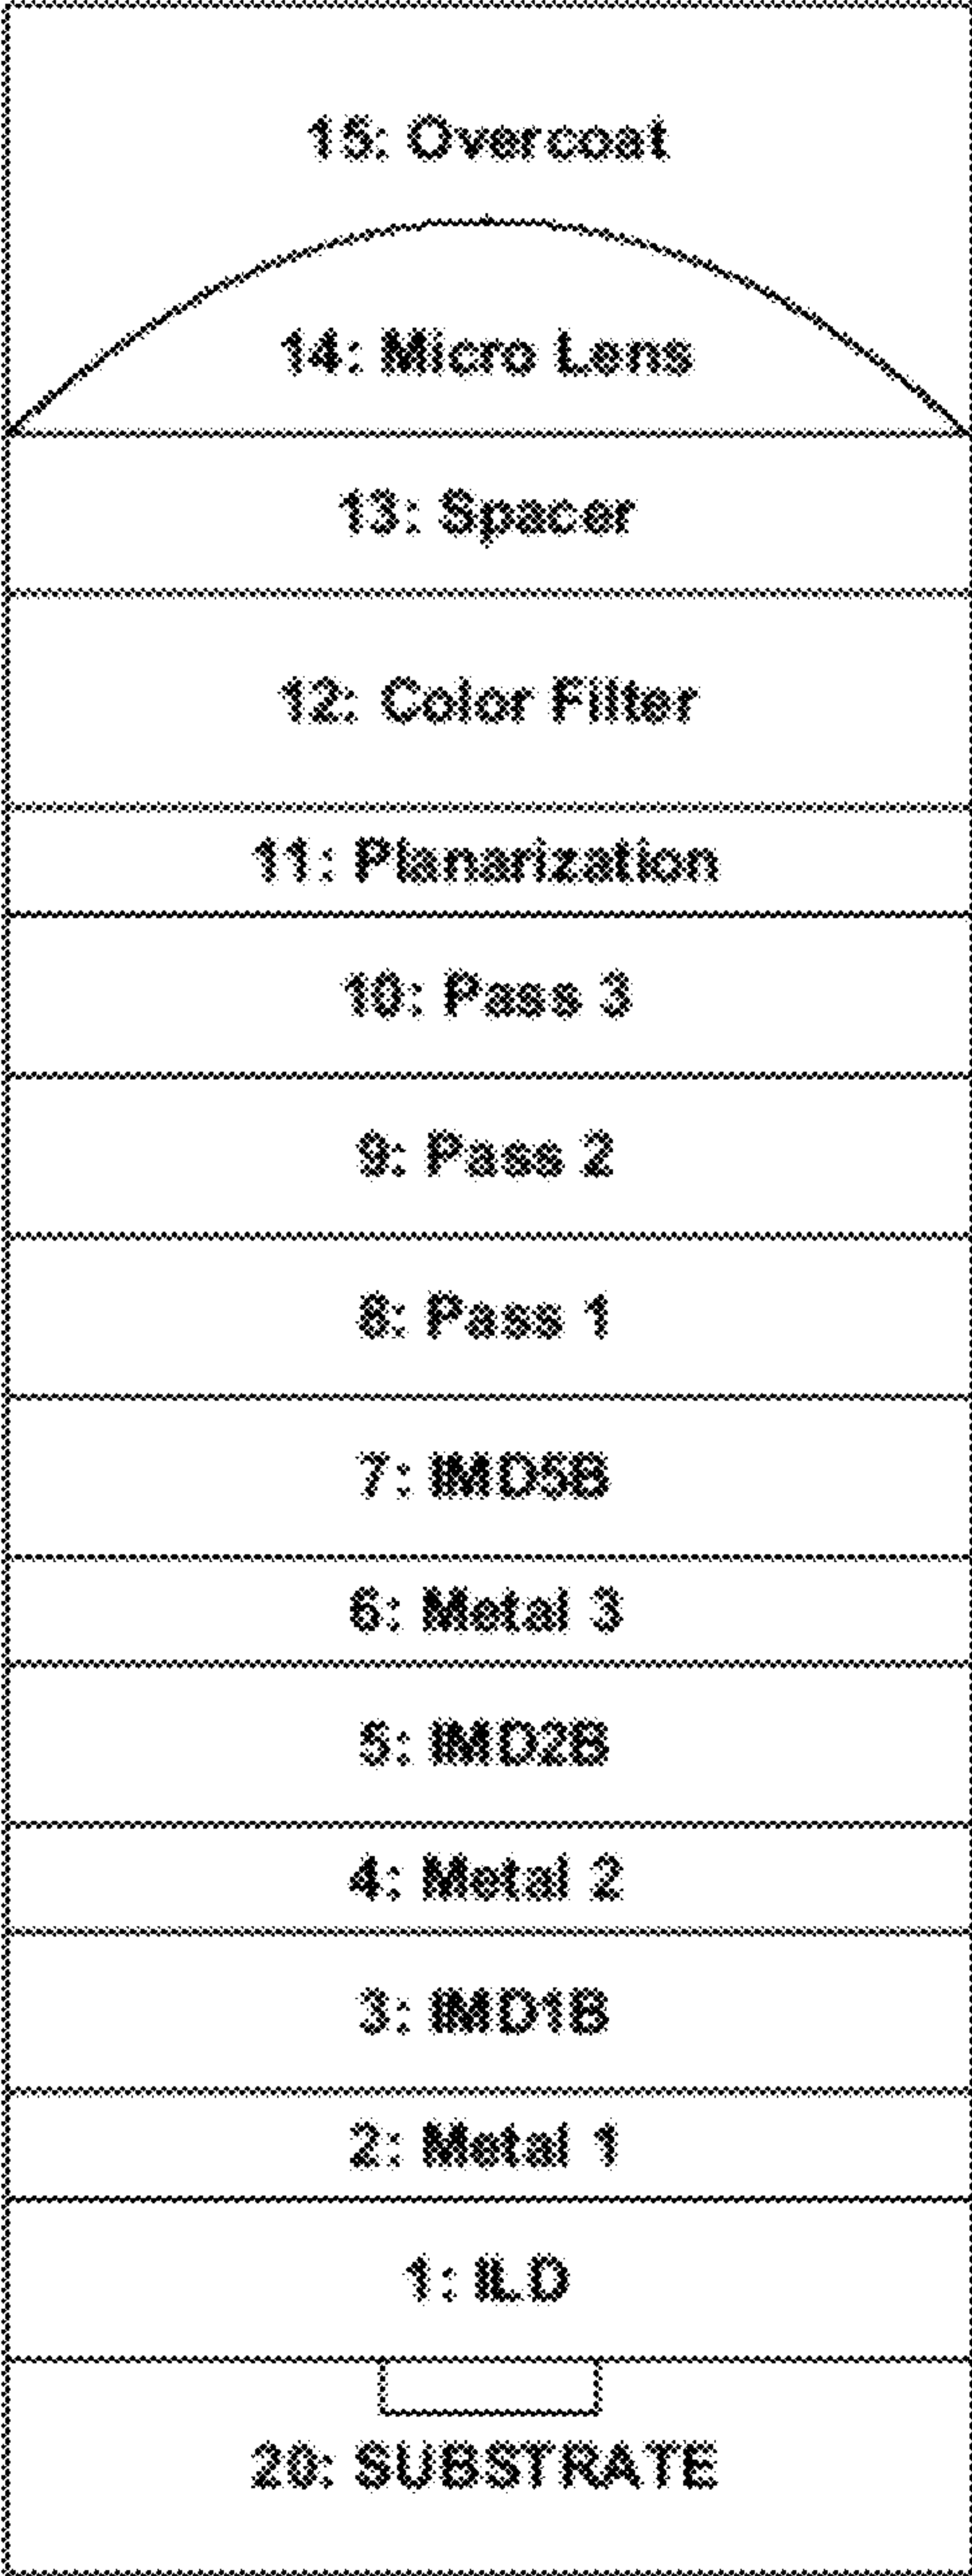 15: Overcoat
14: Micro Lens
13: Spacer
12: Color Filter
11: Planarization
10: Pass 3
9: Pass 2
8: Pass 1
7: IMD5B
6: Metal 3
5: IMD2B
4: Metal 2
3: IMD1B
2: Metal 1
1: ILD
20: SUBSTRATE